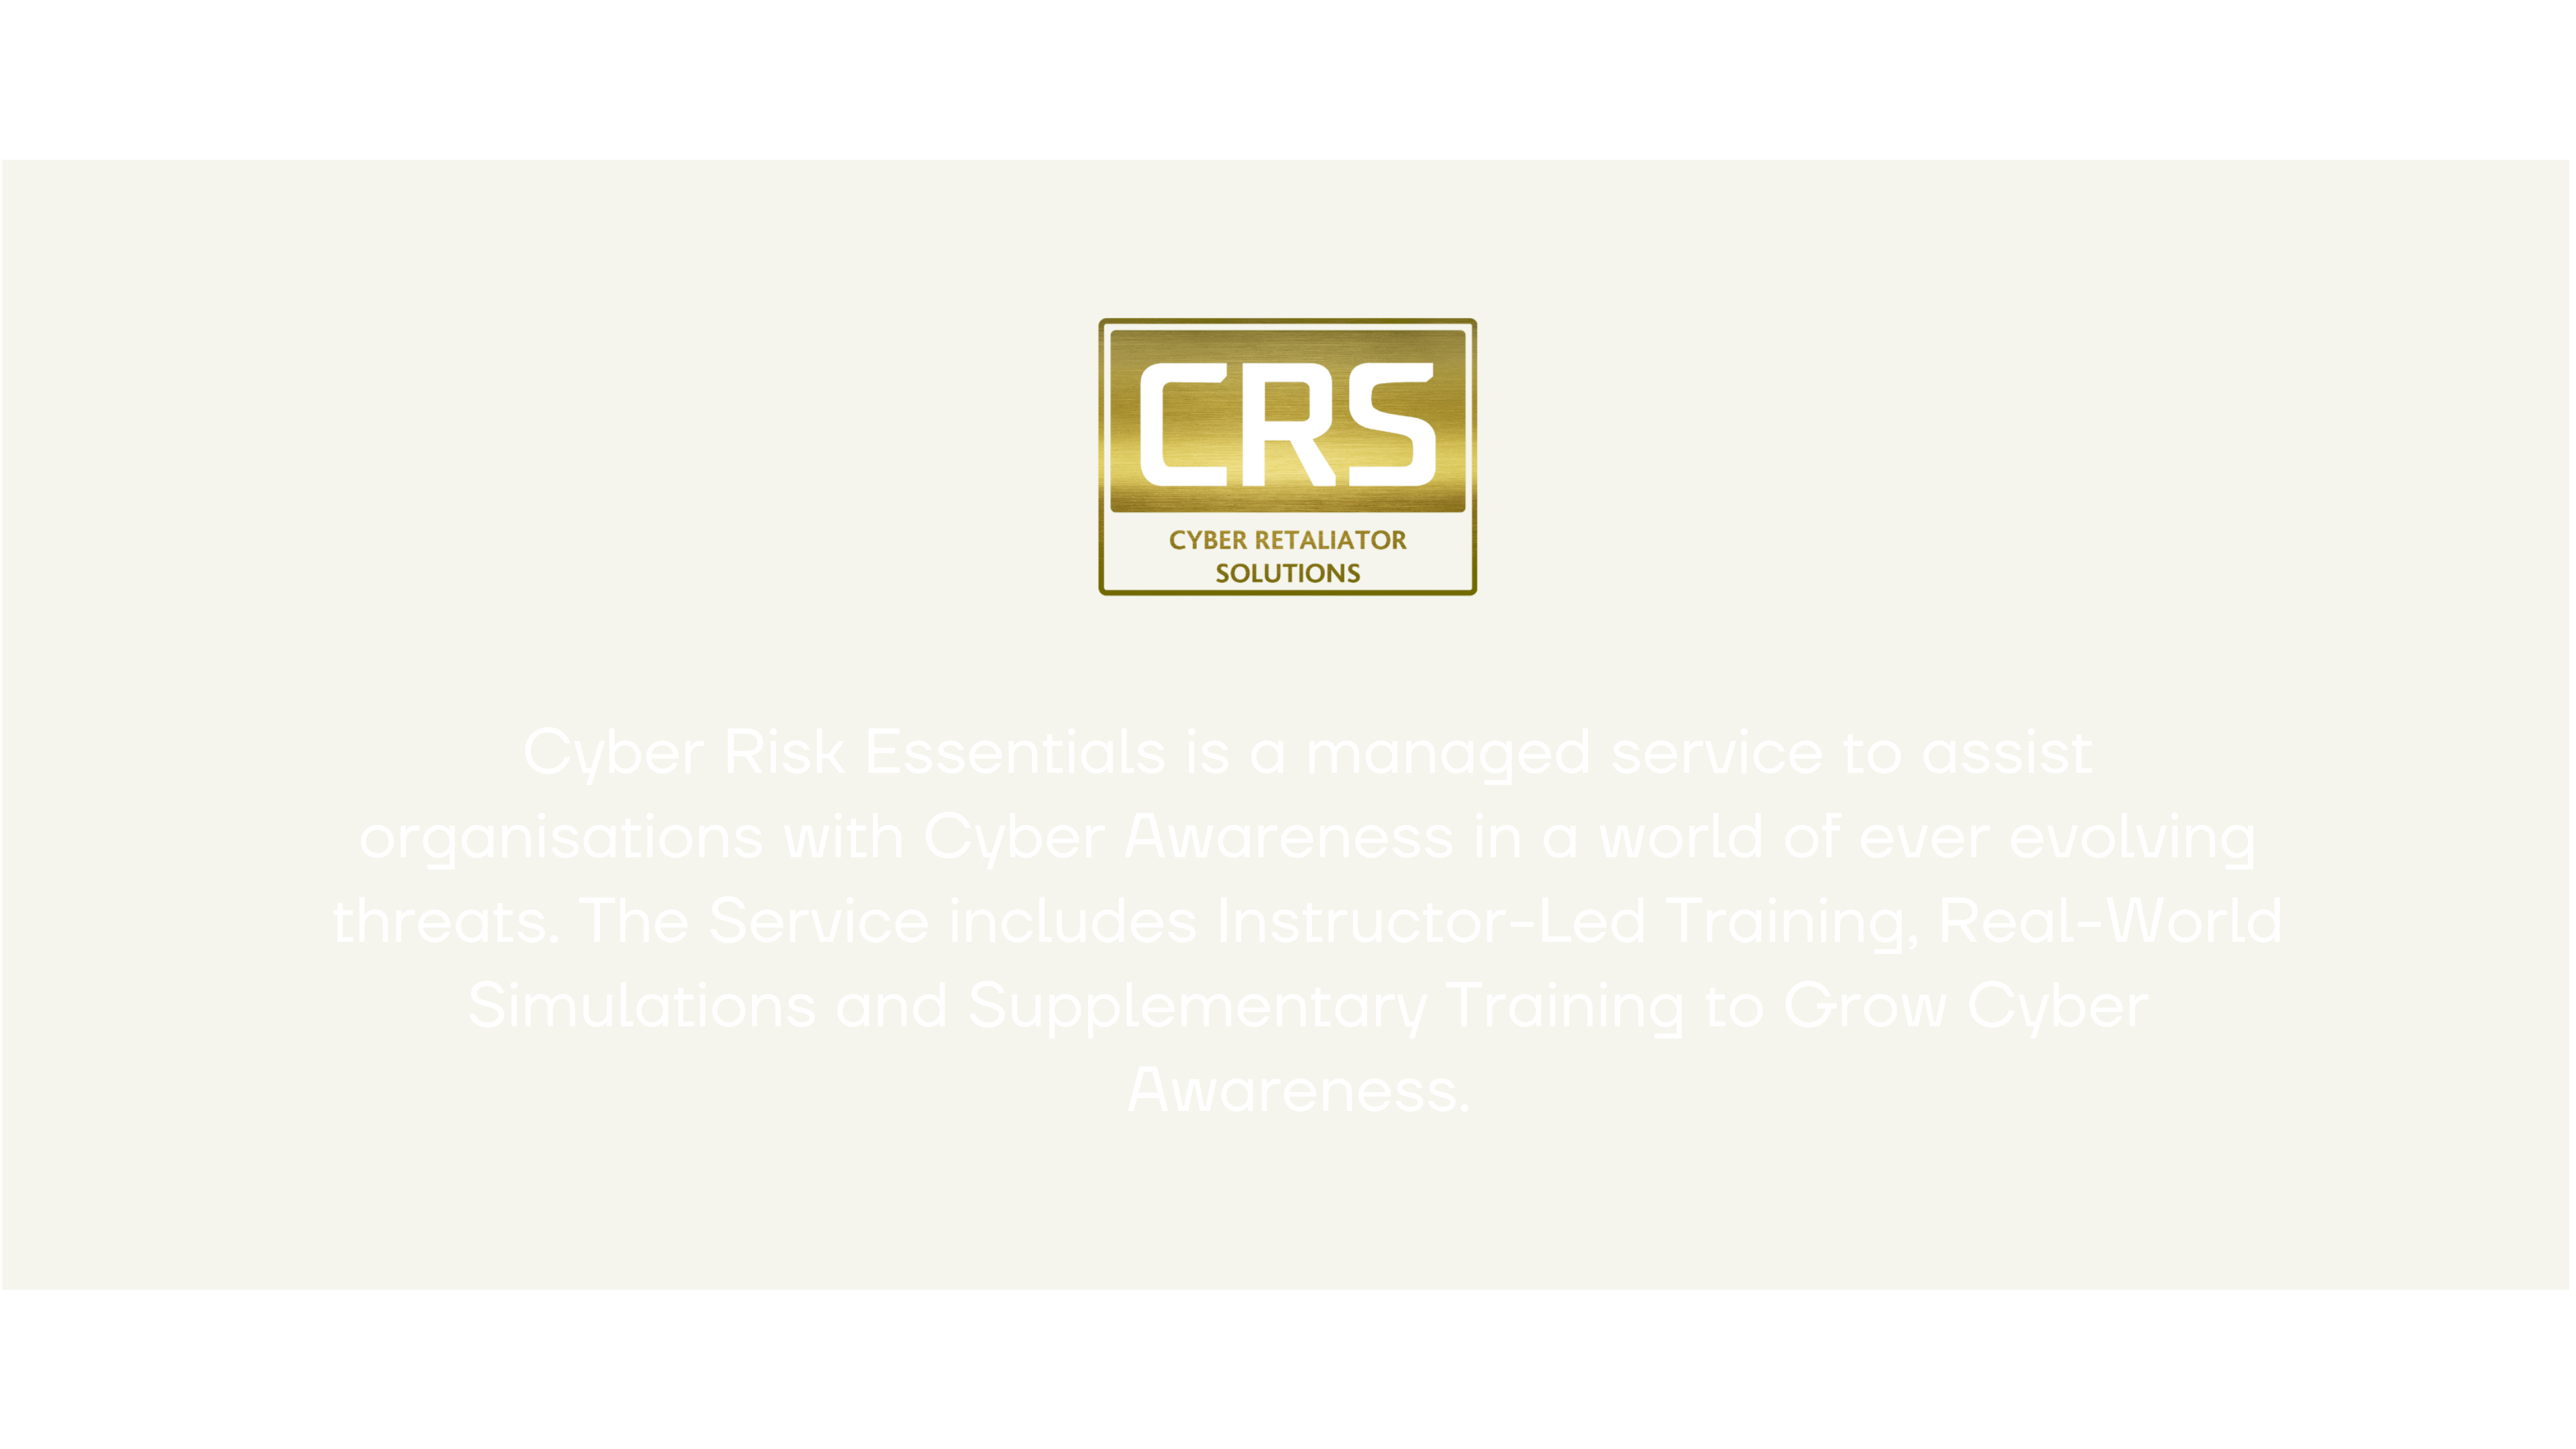 CRS
CYBER RETALIATOR
SOLUTIONS
Cyber Risk Essentials is a managed service to assist
organisations with Cyber Awareness in a world of ever evolving
threats. The Service includes Instructor-Led Training, Real-World
Simulations and Supplementary Training to Grow Cyber
Awareness.